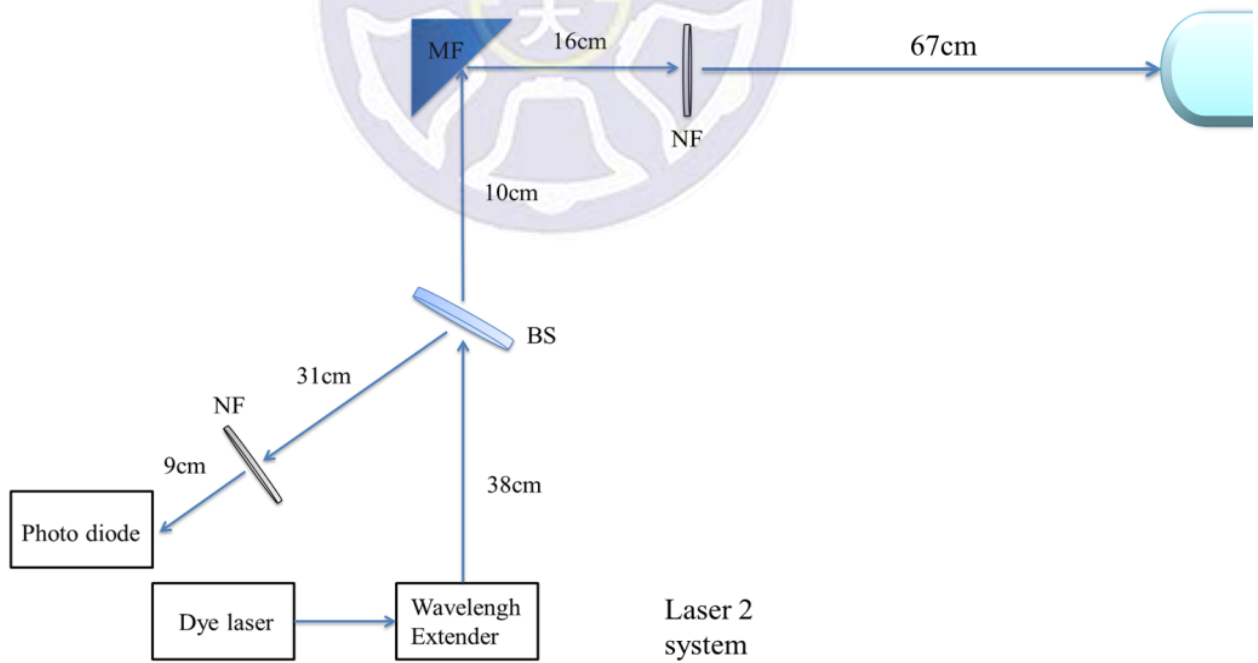 大
MF
16cm
67cm
NF
10cm
BS
31cm
NF
9cm
38cm
Photo diode
Dye laser
Wavelengh
Extender
Laser 2
system